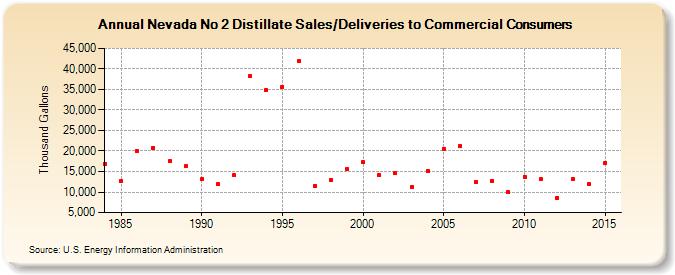 Annual Nevada No 2 Distillate Sales/Deliveries to Commercial Consumers
Thousand Gallons
45,000
40,000
35,000
30,000
25,000
20,000
15,000
10,000
5,000
1985 1990 1995 2000 2005 2010 2015
Source: U.S. Energy Information Administration